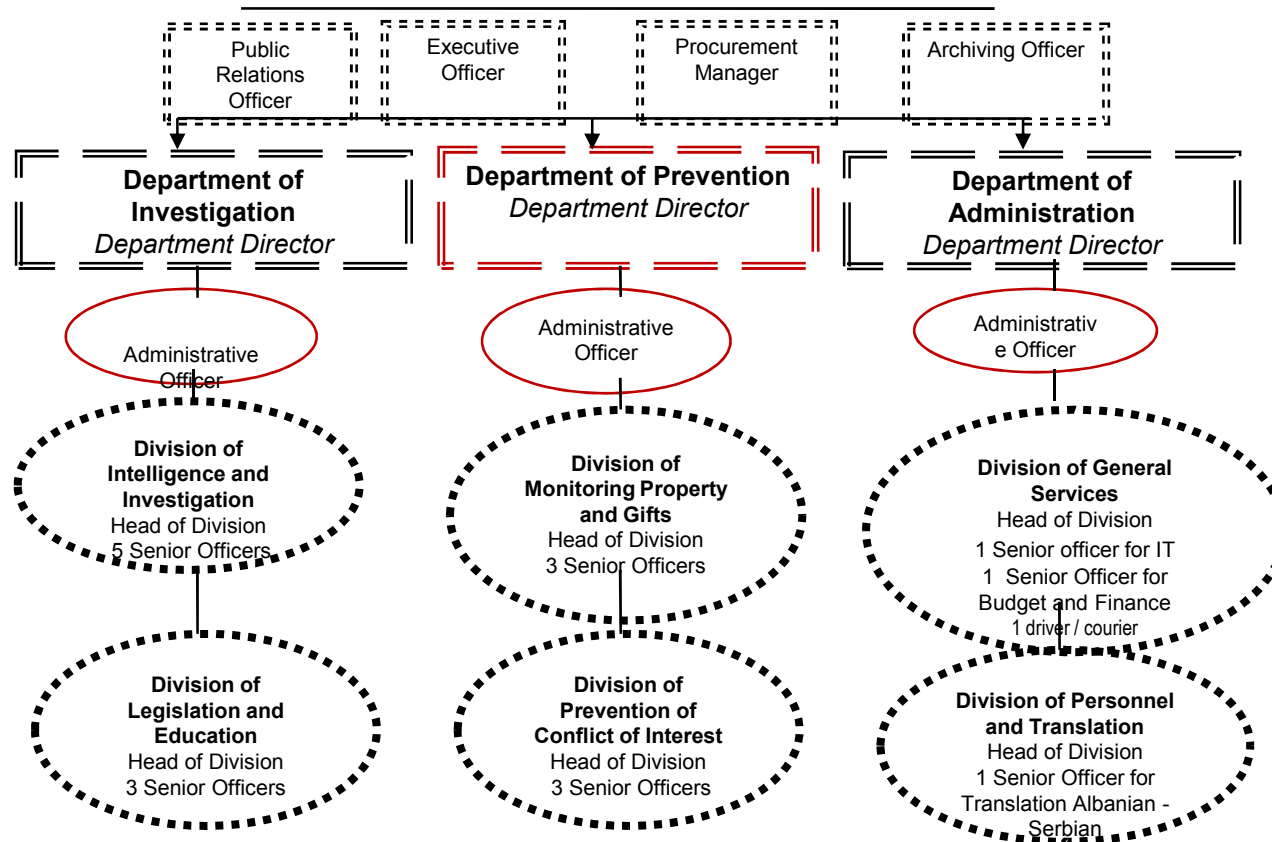 Public
Relations
Officer
Executive
Officer
Procurement
Manager
Archiving Officer
Department of
Investigation
Department Director
Department of Prevention
Department Director
Department of
Administration
Department Director
Administrative
Officer
Administrative
Officer
Administrativ
e Officer
Division of
Intelligence and
Investigation
Head of Division
5 Senior Officers
Division of
Monitoring Property
and Gifts
Head of Division
3 Senior Officers
Division of General
Services
Head of Division
1 Senior officer for IT
1 Senior Officer for
Budget and Finance
1 driver / courier
Division of
Legislation and
Education
Head of Division
3 Senior Officers
Division of
Prevention of
Conflict of Interest
Head of Division
3 Senior Officers
Division of Personnel
and Translation
Head of Division
1 Senior Officer for
Translation Albanian -
Serbian